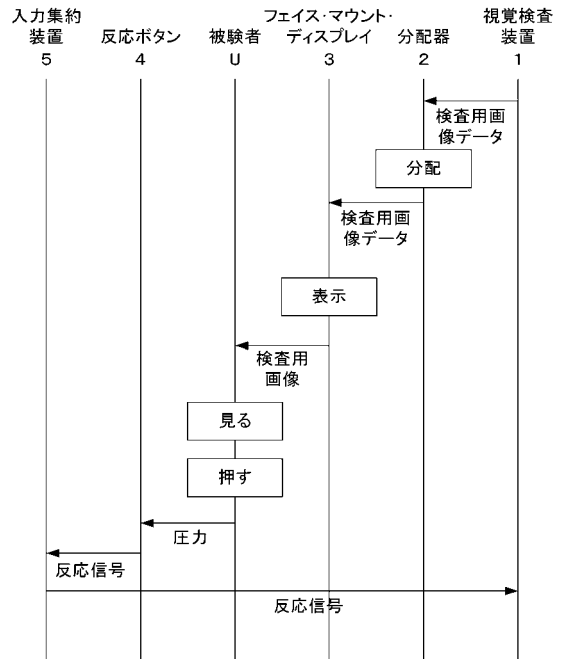 入力集約
装置
5
反応ボタン
4
被験者
U
フェイス・マウント・
ディスプレイ
3
分配器
2
視覚検査
装置
1
検査用画
像データ
分配
検査用画
像データ
表示
検査用
画像
見る
押す
圧力
反応信号
反応信号